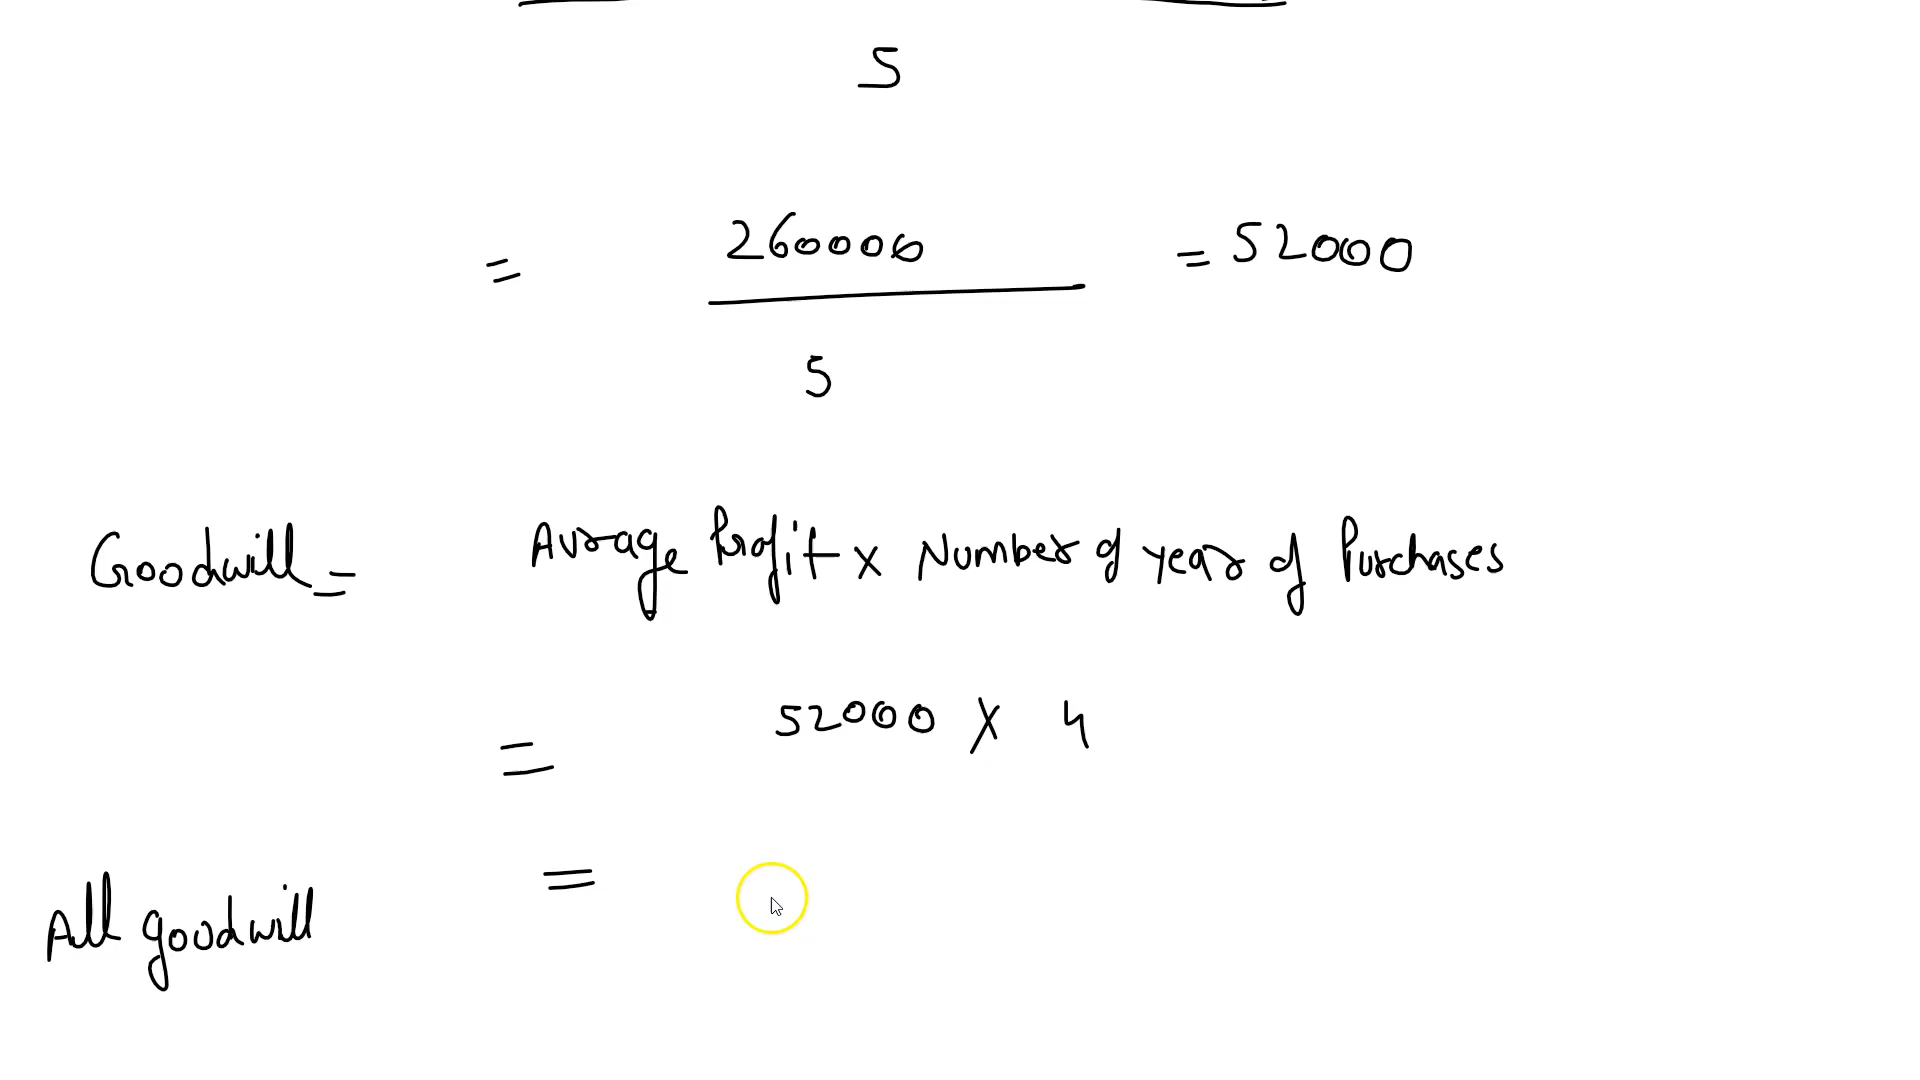 5
= 260000 = 52000
5
Goodwill = Average Profit x Number of year of Purchases
= 52000 X 4
All goodwill =